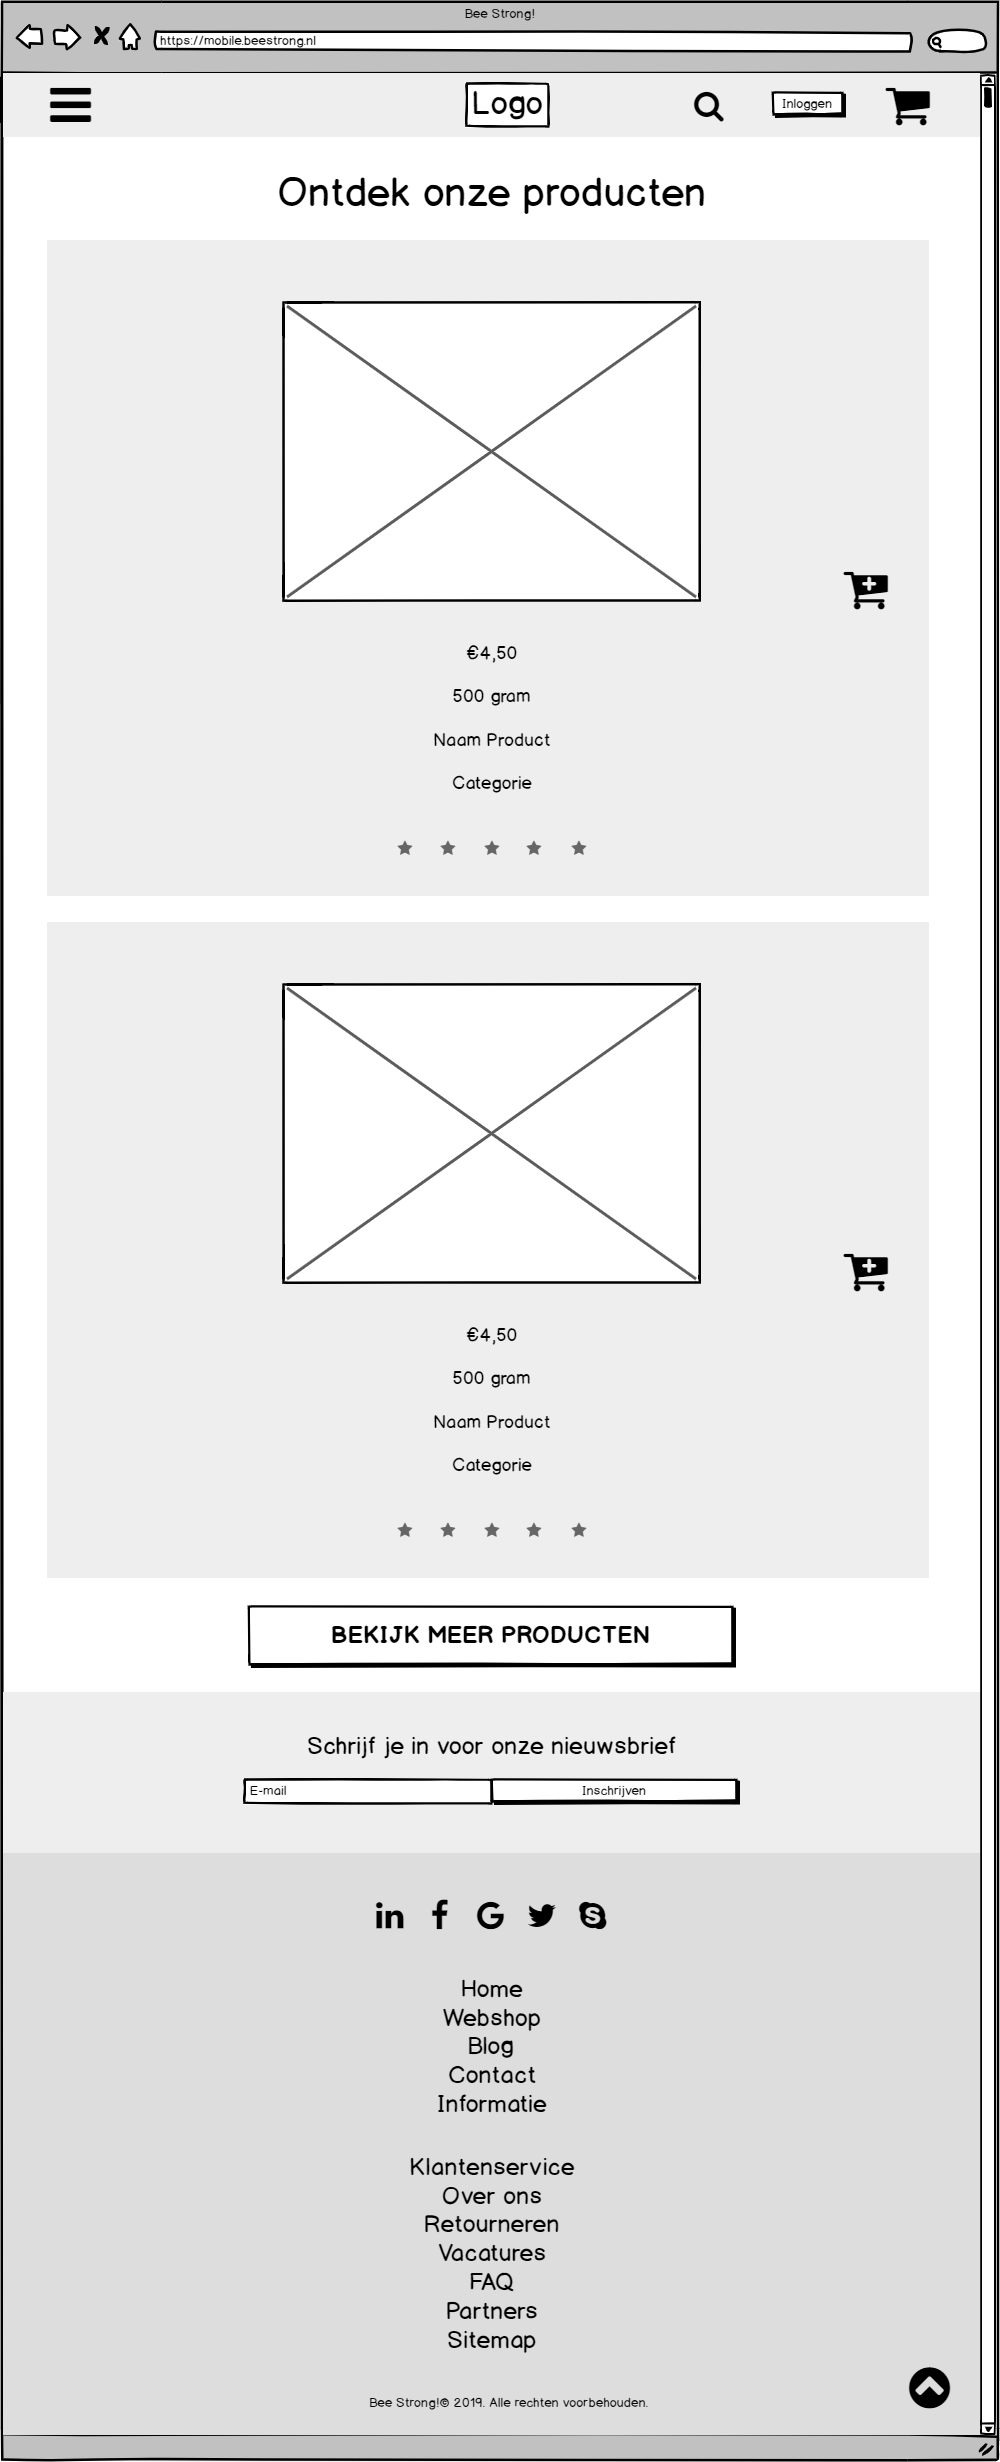 Bee Strong!
https://mobile.beestrong.nl
Logo
Inloggen
Ontdek onze producten
€4,50
500 gram
Naam Product
Categorie
€4,50
500 gram
Naam Product
Categorie
BEKIJK MEER PRODUCTEN
Schrijf je in voor onze nieuwsbrief
E-mail
Inschrijven
Home
Webshop
Blog
Contact
Informatie
Klantenservice
Over ons
Retourneren
Vacatures
FAQ
Partners
Sitemap
Bee Strong!© 2019. Alle rechten voorbehouden.